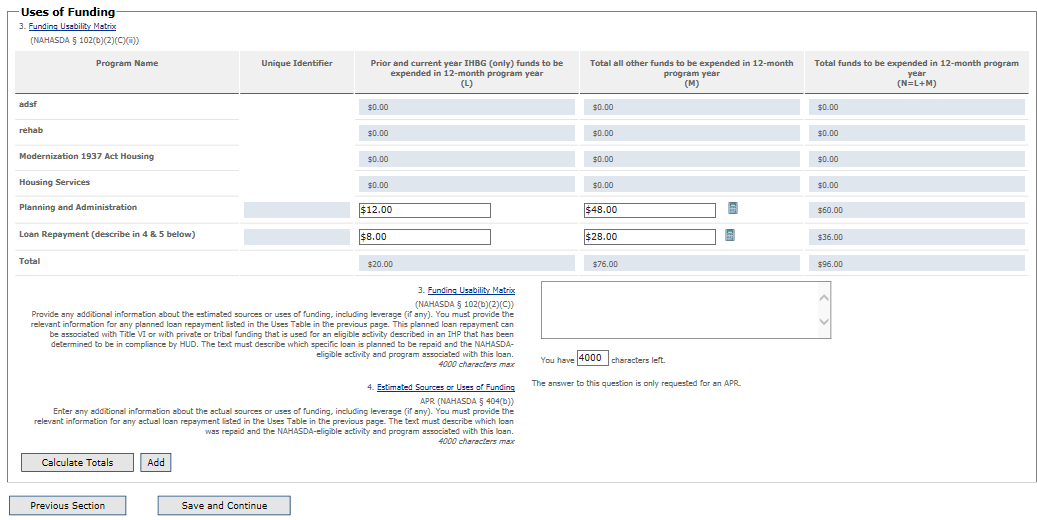 Uses of Funding
3. Funding Usability Matrix
(NAHASDA § 102(b)(2)(C)(ii))
Program Name Unique Identifier Prior and current year IHBG (only) funds to be expended in 12-month program year (L) Total all other funds to be expended in 12-month program year (M) Total funds to be expended in 12-month program year (N=L+M)
adsf $0.00 $0.00 $0.00
rehab $0.00 $0.00 $0.00
Modernization 1937 Act Housing $0.00 $0.00 $0.00
Housing Services $0.00 $0.00 $0.00
Planning and Administration $12.00 $48.00 $60.00
Loan Repayment (describe in 4 & 5 below) $8.00 $28.00 $36.00
Total $20.00 $76.00 $96.00
3. Funding Usability Matrix
(NAHASDA § 102(b)(2)(C))
Provide any additional information about the estimated sources or uses of funding, including leverage (if any). You must provide the
relevant information for any planned loan repayment listed in the Uses Table in the previous page. This planned loan repayment can
be associated with Title VI or with private or tribal funding that is used for an eligible activity described in an IHP that has been
determined to be in compliance by HUD. The text must describe which specific loan is planned to be repaid and the NAHASDA-
eligible activity and program associated with this loan.
4000 characters max
You have 4000 characters left.
4. Estimated Sources or Uses of Funding
APR (NAHASDA § 404(b))
Enter any additional information about the actual sources or uses of funding, including leverage (if any). You must provide the
relevant information for any actual loan repayment listed in the Uses Table in the previous page. The text must describe which loan
was repaid and the NAHASDA-eligible activity and program associated with this loan.
4000 characters max
The answer to this question is only requested for an APR.
Calculate Totals Add
Previous Section Save and Continue